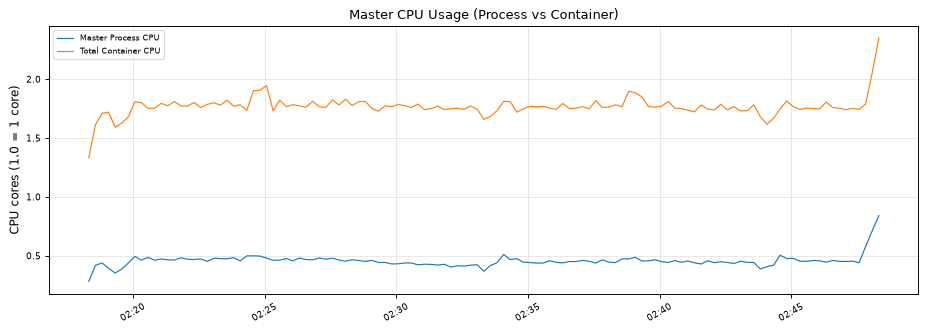 Master CPU Usage (Process vs Container)
Master Process CPU
Total Container CPU
CPU cores (1.0 = 1 core)
2.0
1.5
1.0
0.5
02:20
02:25
02:30
02:35
02:40
02:45